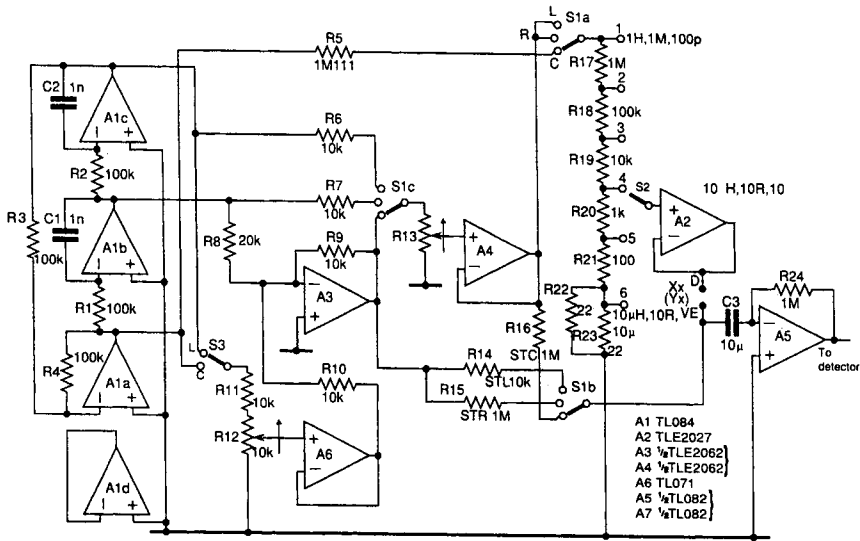 L
S1a
R
C
R5
1M111
1
1H,1M,100p
R17
1M
2
R18
100k
3
R19
10k
4
S2
R20
1k
5
R21
100
6
R22
22
10µH,10R,
10µ
R23
22
C2
1n
A1c
R2
100k
C1
1n
A1b
R3
100k
R1
100k
R4
100k
A1a
A1d
R6
10k
R7
10k
S1c
R8
20k
R9
10k
A3
R13
A4
R16
STC 1M
S3
L
C
R11
10k
R12
10k
R10
10k
A6
R14
STL10k
R15
STR 1M
S1b
10 H,10R,10
A2
D
Xx
(Yx)
VE
C3
10µ
R24
1M
A5
To
detector
A1 TL084
A2 TLE2027
A3 ½TLE2062
A4 ½TLE2062
A6 TL071
A5 ½TL082
A7 ½TL082